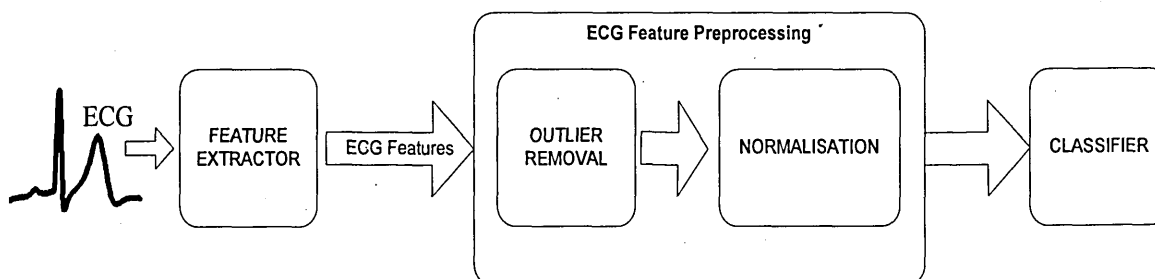 ECG Feature Preprocessing
ECG
FEATURE
EXTRACTOR
ECG Features
OUTLIER
REMOVAL
NORMALISATION
CLASSIFIER